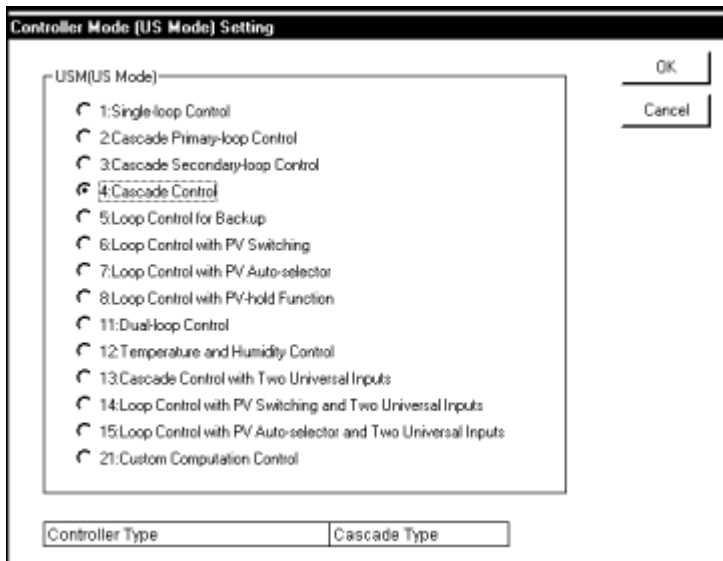 Controller Mode (US Mode) Setting
OK
USM(US Mode)
Cancel
1:Single-loop Control
2:Cascade Primary-loop Control
3:Cascade Secondary-loop Control
4:Cascade Control
5:Loop Control for Backup
6:Loop Control with PV Switching
7:Loop Control with PV Auto-selector
8:Loop Control with PV-hold Function
11:Dual-loop Control
12:Temperature and Humidity Control
13:Cascade Control with Two Universal Inputs
14:Loop Control with PV Switching and Two Universal Inputs
15:Loop Control with PV Auto-selector and Two Universal Inputs
21:Custom Computation Control
Controller Type Cascade Type